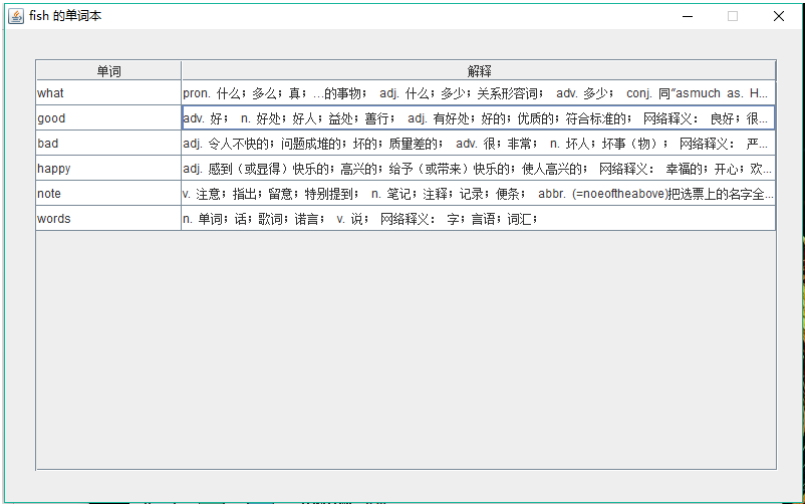 fish 的单词本
单词 解释
what pron. 什么；多么；真；...的事物； adj. 什么；多少；关系形容词； adv. 多少； conj. 同"asmuch as. H...
good adv. 好； n. 好处；好人；益处；善行； adj. 有好处；好的；优质的；符合标准的； 网络释义： 良好；很...
bad adj. 令人不快的；问题成堆的；坏的；质量差的； adv. 很；非常； n. 坏人；坏事（物）； 网络释义： 严...
happy adj. 感到（或显得）快乐的；高兴的；给予（或带来）快乐的；使人高兴的； 网络释义： 幸福的；开心；欢...
note v. 注意；指出；留意；特别提到； n. 笔记；注释；记录；便条； abbr. (=noeoftheabove)把选票上的名字全...
words n. 单词；话；歌词；诺言； v. 说； 网络释义： 字；言语；词汇；